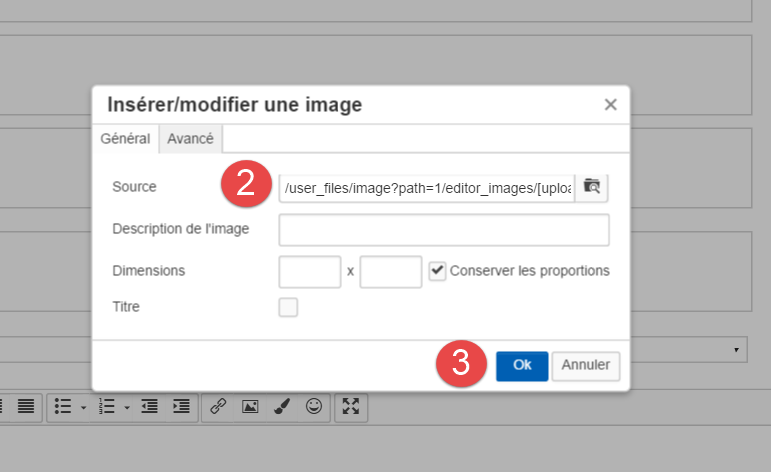 Insérer/modifier une image
Général Avancé
Source 2 /user_files/image?path=1/editor_images/[uploa
Description de l'image
Dimensions x Conserver les proportions
Titre
3 Ok Annuler